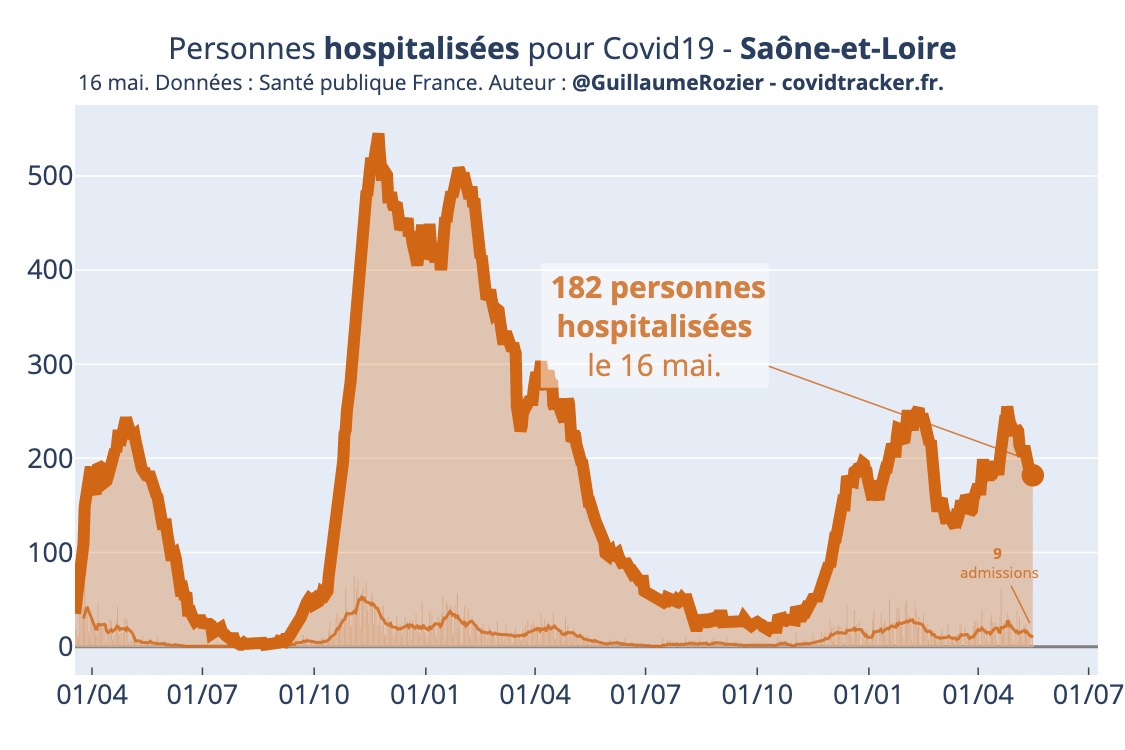 Personnes hospitalisées pour Covid19 - Saône-et-Loire
16 mai. Données : Santé publique France. Auteur : @GuillaumeRozier - covidtracker.fr.
500
400
300
200
100
0
182 personnes
hospitalisées
le 16 mai.
9
admissions
01/04 01/07 01/10 01/01 01/04 01/07 01/10 01/01 01/04 01/07